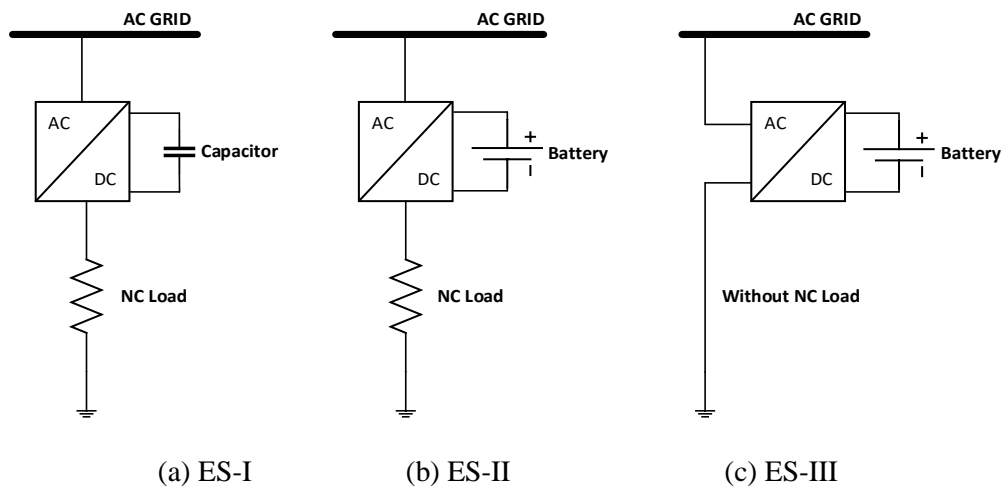 AC GRID
AC
DC
Capacitor
NC Load
(a) ES-I
AC GRID
AC
DC
+
Battery
NC Load
(b) ES-II
AC GRID
AC
DC
+
Battery
Without NC Load
(c) ES-III